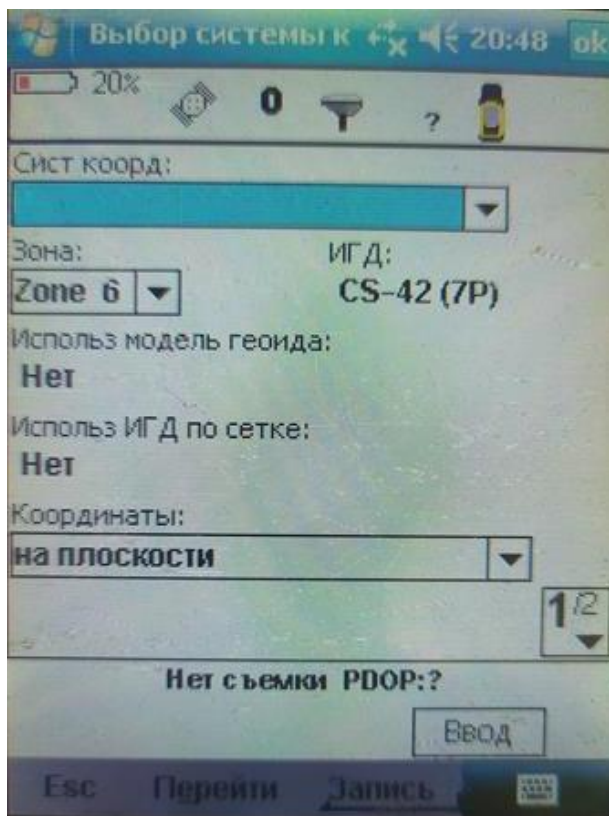 Выбор системы к 20:48 ok
20% 0 ?
Сист коорд:
Зона: ИГД:
Zone 6 CS-42 (7P)
Использ модель геоида:
Нет
Использ ИГД по сетке:
Нет
Координаты:
на плоскости
1/2
Нет съемки PDOP:?
Ввод
Esc Перейти Запись